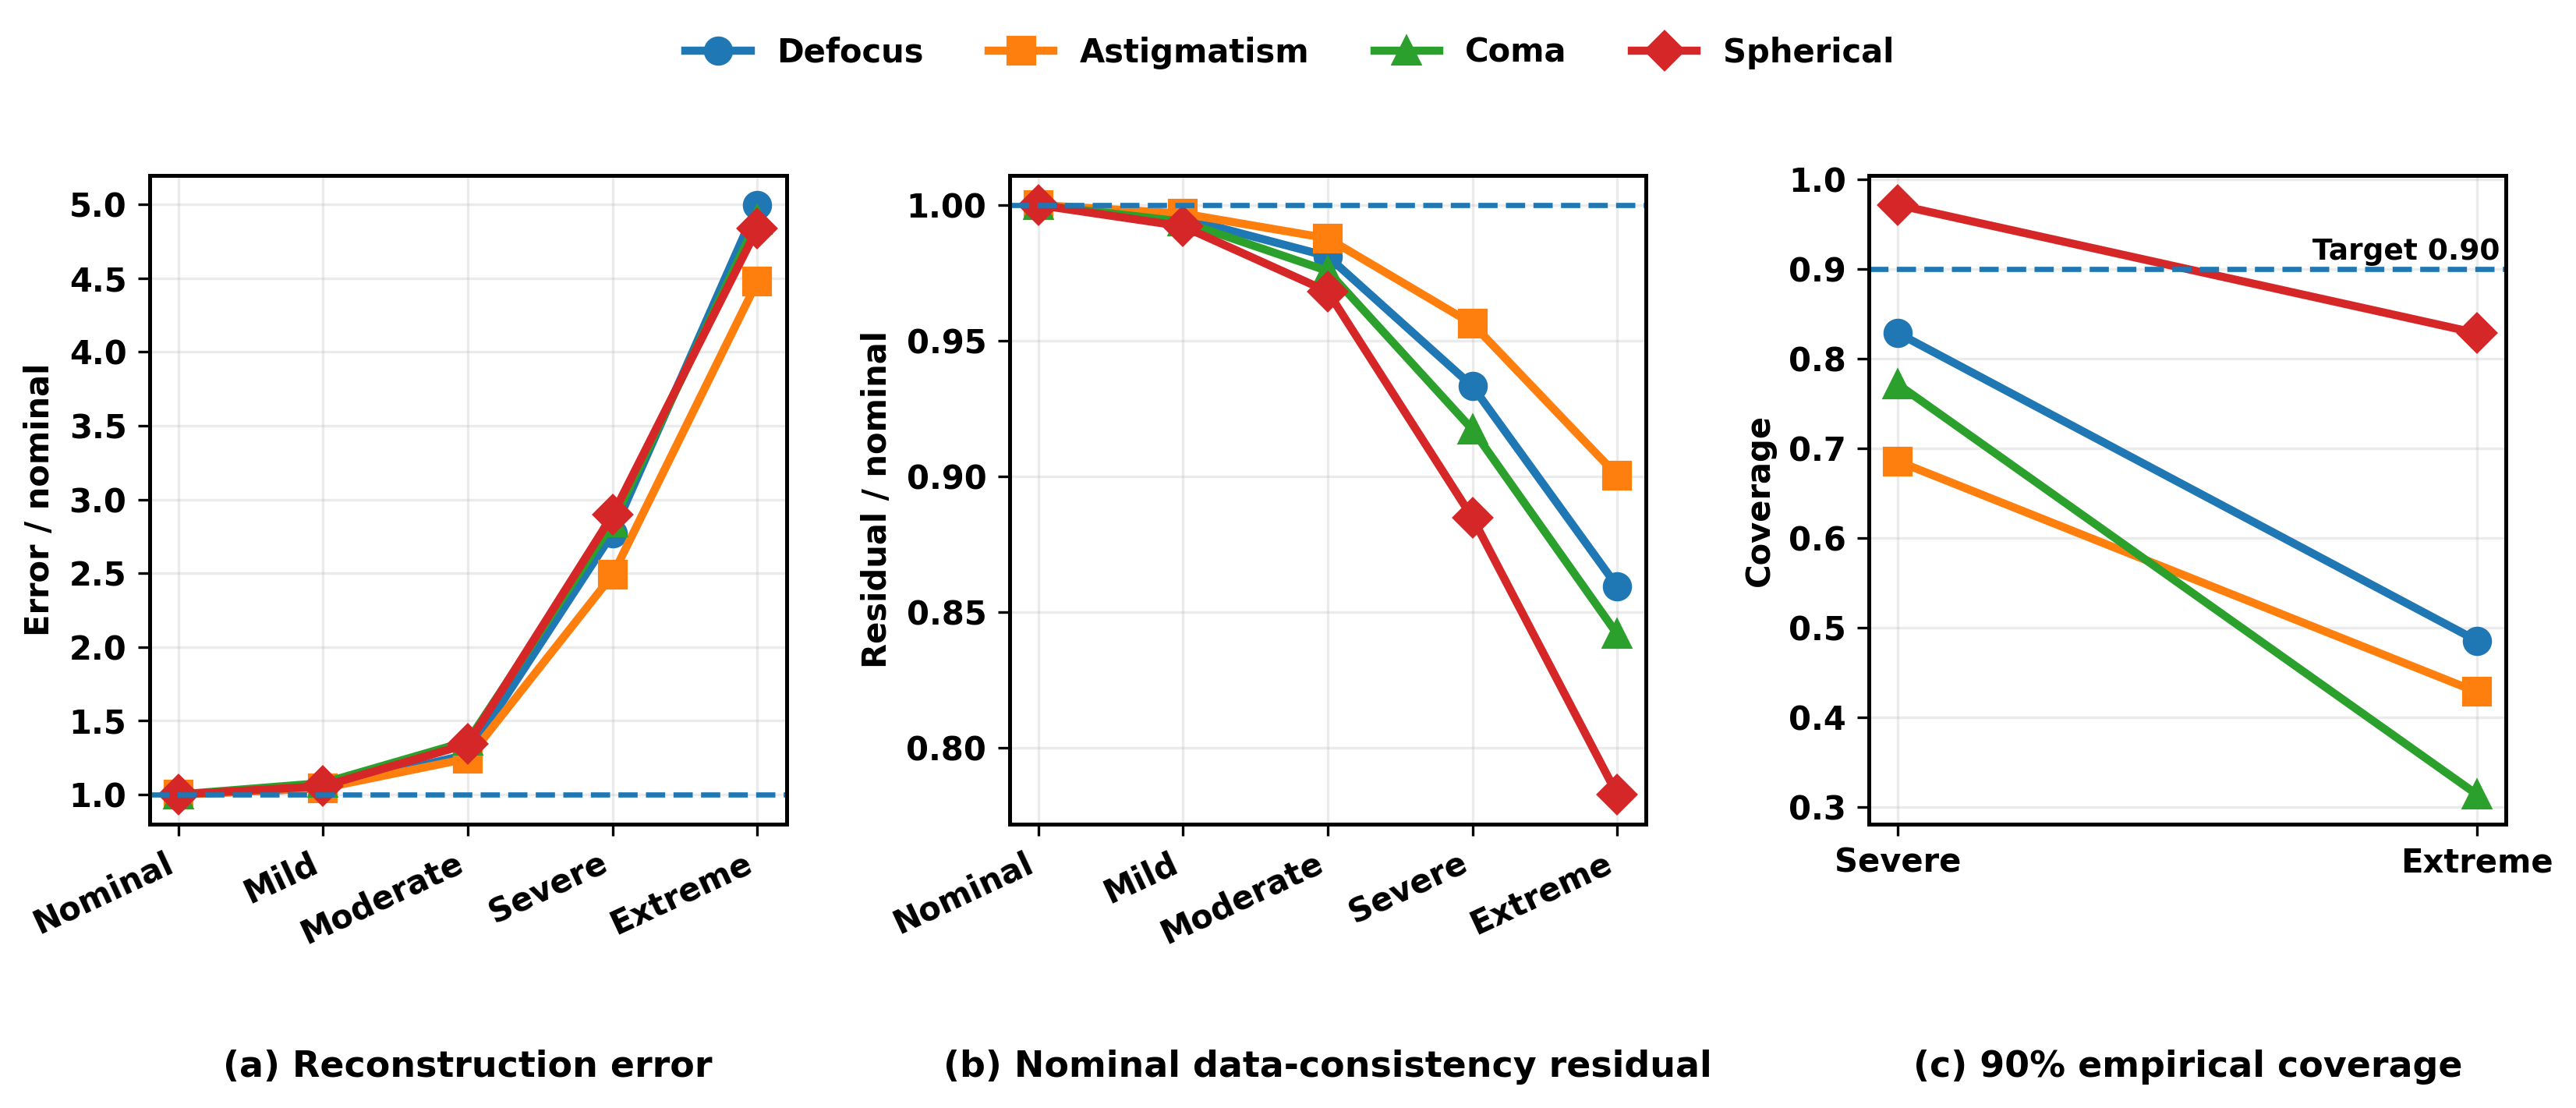 Defocus Astigmatism Coma Spherical
Error / nominal
5.0
4.5
4.0
3.5
3.0
2.5
2.0
1.5
1.0
Nominal Mild Moderate Severe Extreme
(a) Reconstruction error
Residual / nominal
1.00
0.95
0.90
0.85
0.80
Nominal Mild Moderate Severe Extreme
(b) Nominal data-consistency residual
Coverage
1.0
0.9
0.8
0.7
0.6
0.5
0.4
0.3
Target 0.90
Severe Extreme
(c) 90% empirical coverage